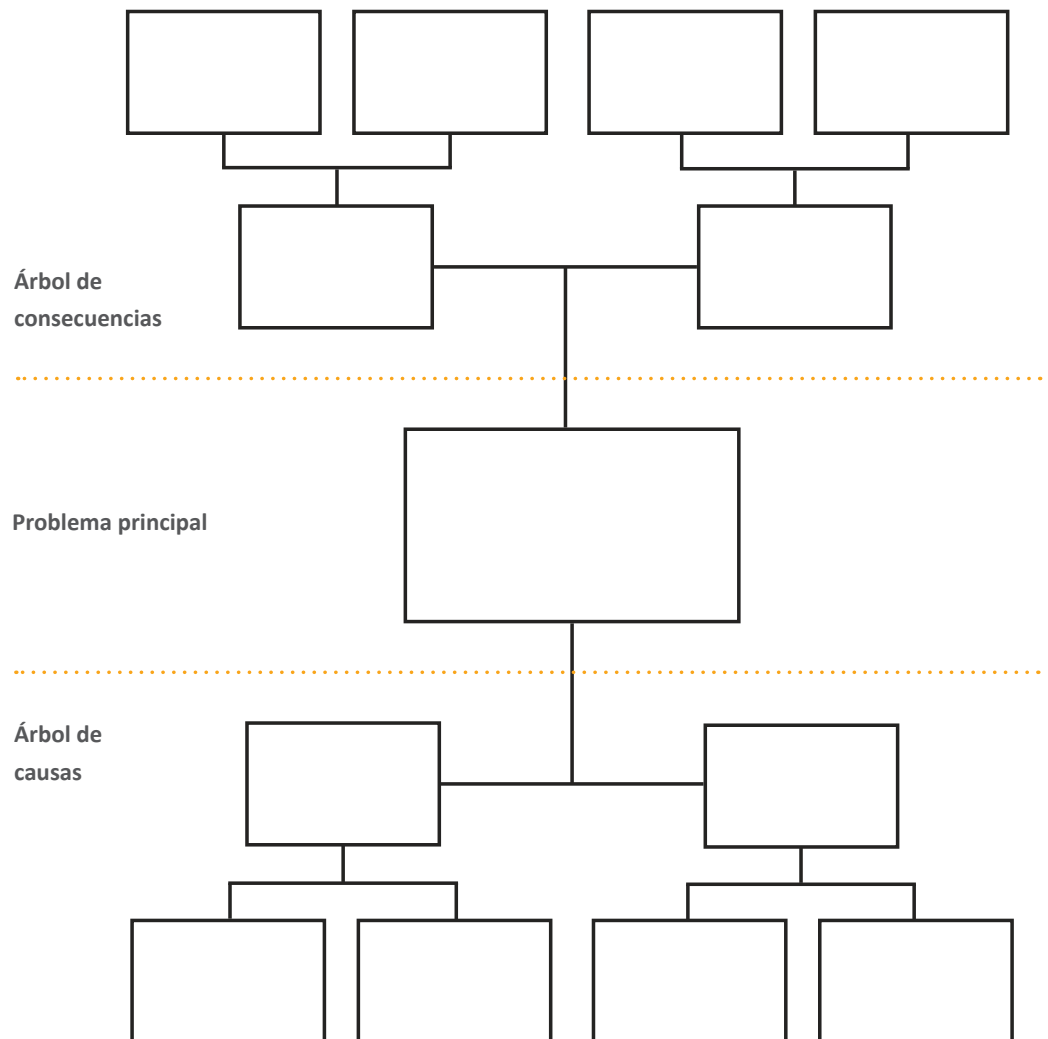 Árbol de
consecuencias
Problema principal
Árbol de
causas